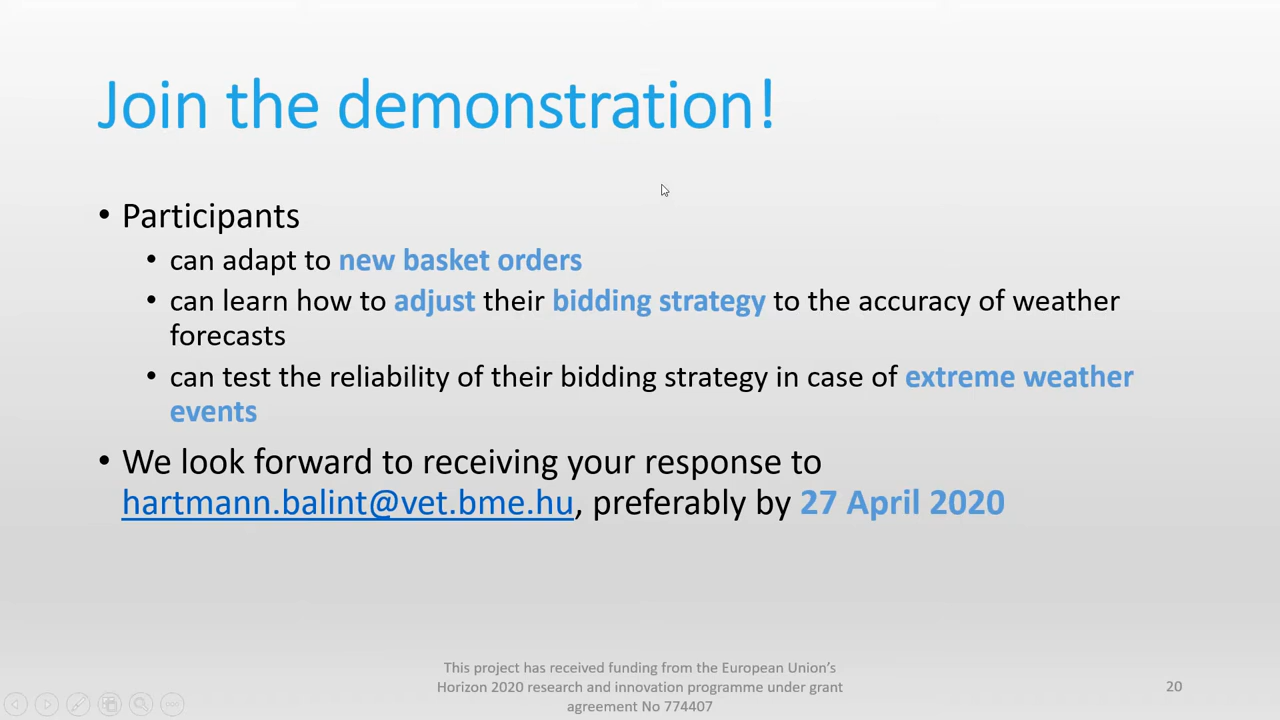 Join the demonstration!
• Participants
• can adapt to new basket orders
• can learn how to adjust their bidding strategy to the accuracy of weather
forecasts
• can test the reliability of their bidding strategy in case of extreme weather
events
• We look forward to receiving your response to
hartmann.balint@vet.bme.hu, preferably by 27 April 2020
This project has received funding from the European Union’s
Horizon 2020 research and innovation programme under grant
agreement No 774407
20